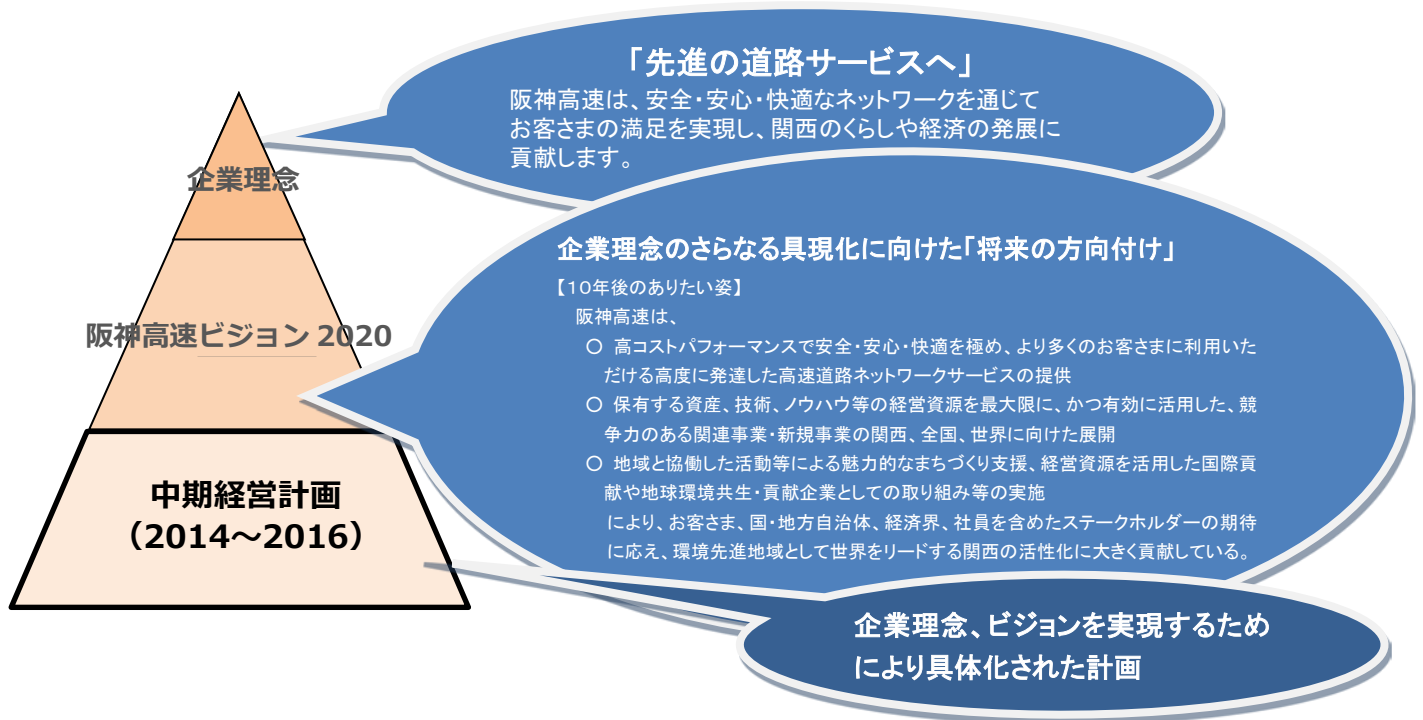 「先進の道路サービスへ」
阪神高速は、安全・安心・快適なネットワークを通じて
お客さまの満足を実現し、関西のくらしや経済の発展に
貢献します。
企業理念
企業理念のさらなる具現化に向けた「将来の方向付け」
【10年後のありたい姿】
阪神高速は、
○ 高コストパフォーマンスで安全・安心・快適を極め、より多くのお客さまに利用いた
だける高度に発達した高速道路ネットワークサービスの提供
○ 保有する資産、技術、ノウハウ等の経営資源を最大限に、かつ有効に活用した、競
争力のある関連事業・新規事業の関西、全国、世界に向けた展開
○ 地域と協働した活動等による魅力的なまちづくり支援、経営資源を活用した国際貢
献や地球環境共生・貢献企業としての取り組み等の実施
により、お客さま、国・地方自治体、経済界、社員を含めたステークホルダーの期待
に応え、環境先進地域として世界をリードする関西の活性化に大きく貢献している。
阪神高速ビジョン 2020
中期経営計画
（2014～2016）
企業理念、ビジョンを実現するため
により具体化された計画